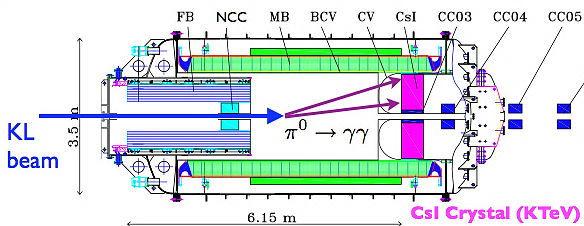 FB NCC MB BCV CV CsI CC03 CC04 CC05
KL
beam
3.5 m
π⁰ → γγ
6.15 m
CsI Crystal (KTeV)